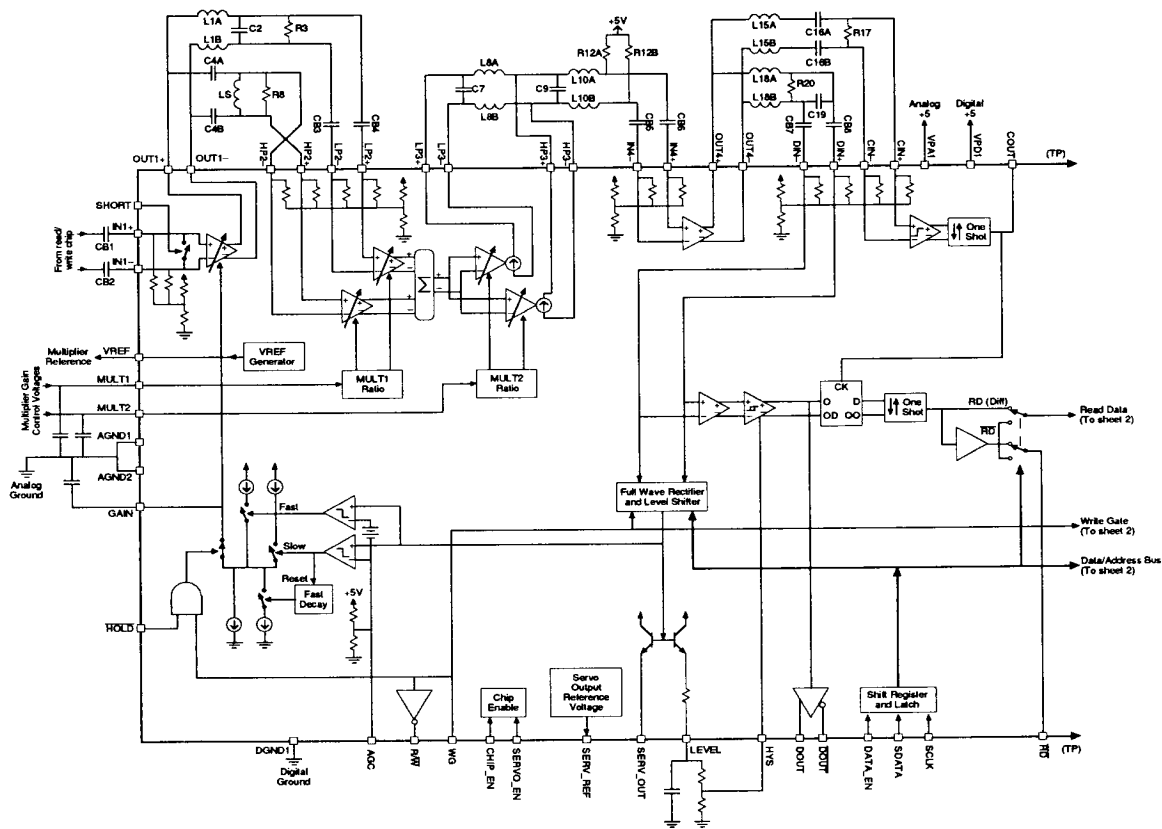 L1A
C2
R3
L1B
C4A
LS
R8
C4B
CB3
CB4
OUT1+
OUT1–
HP2-
HP2+
LP2-
LP2+
L8A
C7
L8B
C9
L10A
L10B
+5V
R12A
R12B
CB5
CB6
LP3+
LP3-
HP3+
HP3-
IN4-
IN4+
OUT4+
OUT4-
L15A
C16A
R17
L15B
C16B
L18A
R20
L18B
C19
CB7
CB8
DIN-
DIN+
CIN-
CIN+
Analog
+5
VPA1
Digital
+5
VPD1
COUT
(TP)
SHORT
IN1+
CB1
From read/
write chip
IN1–
CB2
One
Shot
Σ
Multiplier
Reference
VREF
VREF
Generator
MULT1
MULT1
Ratio
MULT2
Ratio
Multiplier Gain
Control Voltages
MULT2
AGND1
AGND2
Analog
Ground
GAIN
CK
O
D
OD
OO
One
Shot
RD (Diff)
RD
Read Data
(To sheet 2)
Full Wave Rectifier
and Level Shifter
Write Gate
(To sheet 2)
Data/Address Bus
(To sheet 2)
Fast
Slow
Reset
Fast
Decay
+5V
HOLD
Chip
Enable
Servo
Output
Reference
Voltage
Shift Register
and Latch
DGND1
Digital
Ground
AGC
R/W
WG
CHIP_EN
SERVO_EN
SERV_REF
SERV_OUT
LEVEL
HYS
DOUT
DOUT
DATA_EN
SDATA
SCLK
RD
(TP)